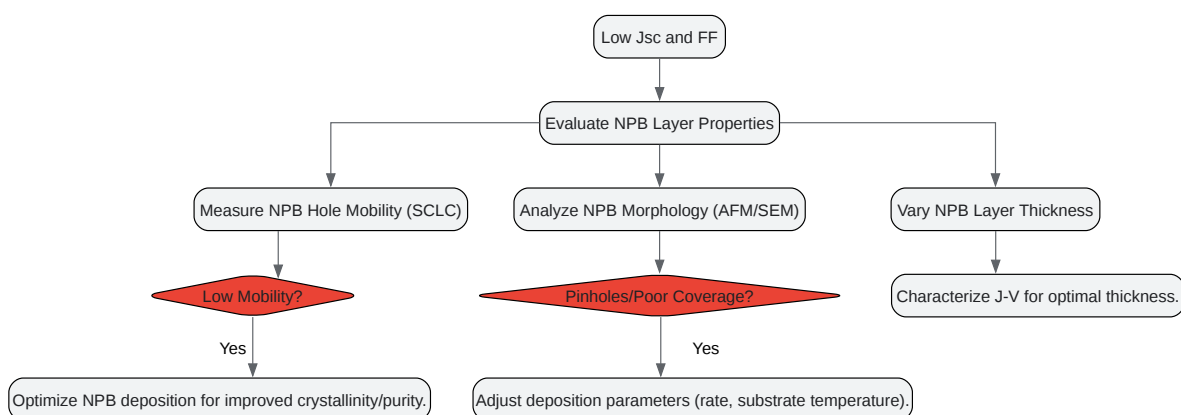 Low Jsc and FF
Evaluate NPB Layer Properties
Measure NPB Hole Mobility (SCLC)
Analyze NPB Morphology (AFM/SEM)
Vary NPB Layer Thickness
Low Mobility?
Pinholes/Poor Coverage?
Characterize J-V for optimal thickness.
Yes
Yes
Optimize NPB deposition for improved crystallinity/purity.
Adjust deposition parameters (rate, substrate temperature).